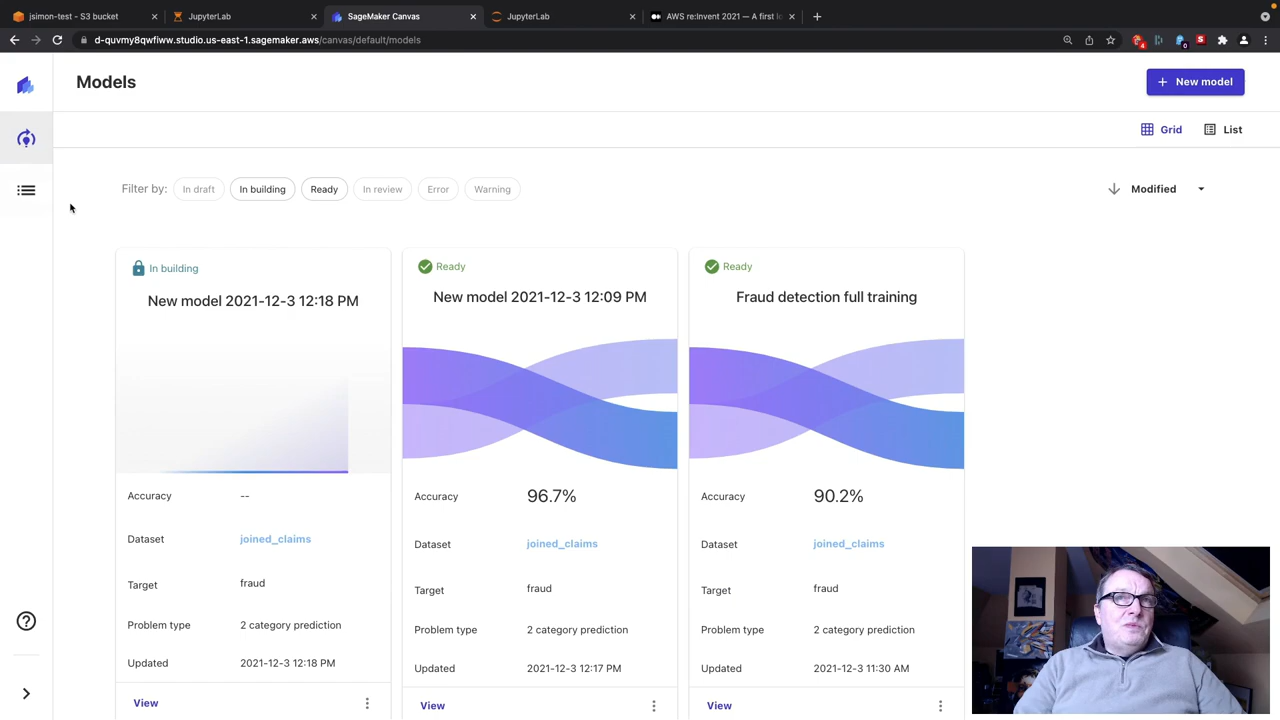 jsimon-test - S3 bucket
JupyterLab
SageMaker Canvas
JupyterLab
AWS re:Invent 2021 — A first lo
d-quvmy8qwfiww.studio.us-east-1.sagemaker.aws/canvas/default/models
Models
+ New model
Grid
List
Filter by:
In draft
In building
Ready
In review
Error
Warning
Modified
In building
New model 2021-12-3 12:18 PM
Accuracy --
Dataset joined_claims
Target fraud
Problem type 2 category prediction
Updated 2021-12-3 12:18 PM
View
Ready
New model 2021-12-3 12:09 PM
Accuracy 96.7%
Dataset joined_claims
Target fraud
Problem type 2 category prediction
Updated 2021-12-3 12:17 PM
View
Ready
Fraud detection full training
Accuracy 90.2%
Dataset joined_claims
Target fraud
Problem type 2 category prediction
Updated 2021-12-3 11:30 AM
View